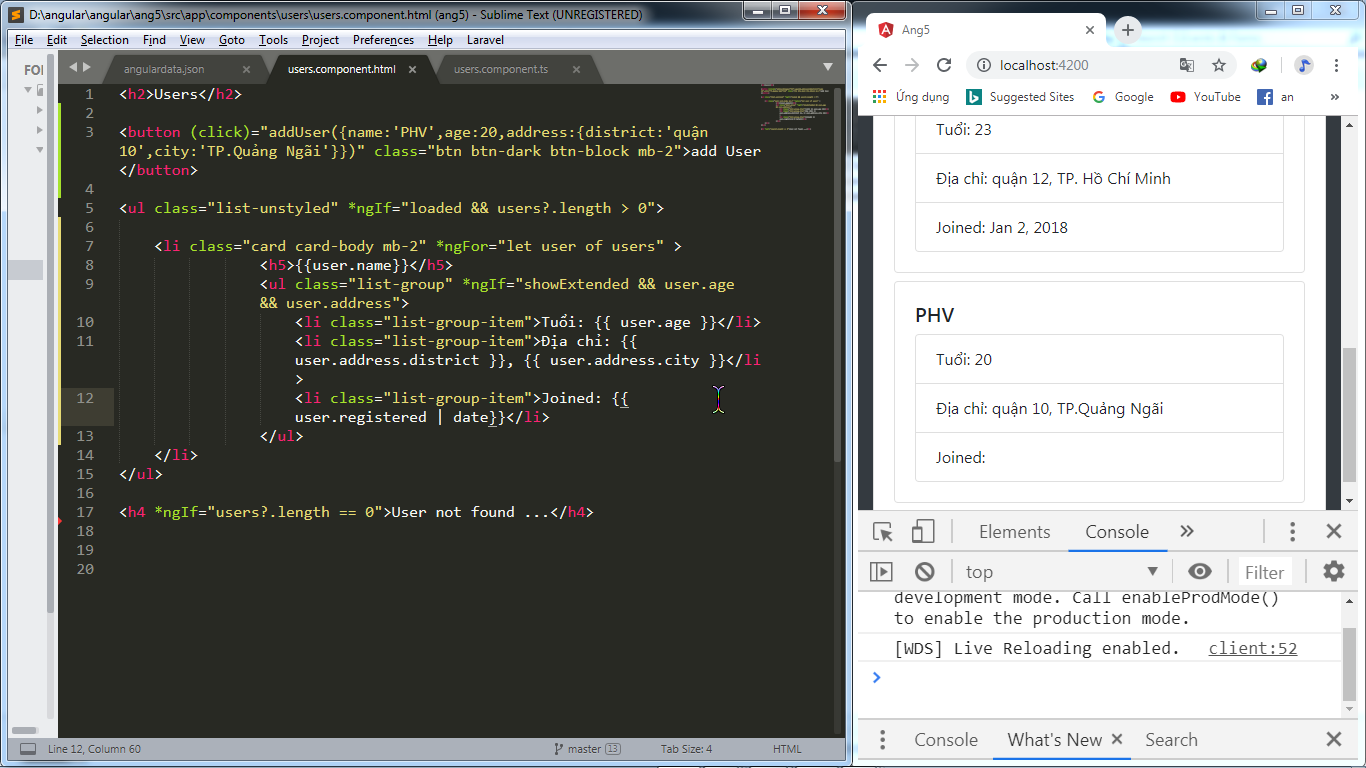 D:\angular\angular\ang5\src\app\components\users\users.component.html (ang5) - Sublime Text (UNREGISTERED)
File Edit Selection Find View Goto Tools Project Preferences Help Laravel
FOI
angulardata.json × users.component.html × users.component.ts ×
1 <h2>Users</h2>
2
3 <button (click)="addUser({name:'PHV',age:20,address:{district:'quận
10',city:'TP.Quảng Ngãi'}})" class="btn btn-dark btn-block mb-2">add User
</button>
4
5 <ul class="list-unstyled" *ngIf="loaded && users?.length > 0">
6
7 <li class="card card-body mb-2" *ngFor="let user of users" >
8 <h5>{{user.name}}</h5>
9 <ul class="list-group" *ngIf="showExtended && user.age
&& user.address">
10 <li class="list-group-item">Tuổi: {{ user.age }}</li>
11 <li class="list-group-item">Địa chỉ: {{
user.address.district }}, {{ user.address.city }}</li
>
12 <li class="list-group-item">Joined: {{
user.registered | date}}</li>
13 </ul>
14 </li>
15 </ul>
16
17 <h4 *ngIf="users?.length == 0">User not found ...</h4>
18
19
20
Line 12, Column 60 master 13 Tab Size: 4 HTML
Ang5
localhost:4200
Ứng dụng Suggested Sites Google YouTube an »
Tuổi: 23
Địa chỉ: quận 12, TP. Hồ Chí Minh
Joined: Jan 2, 2018
PHV
Tuổi: 20
Địa chỉ: quận 10, TP.Quảng Ngãi
Joined:
Elements Console »
top Filter
development mode. Call enableProdMode()
to enable the production mode.
[WDS] Live Reloading enabled. client:52
Console What's New × Search